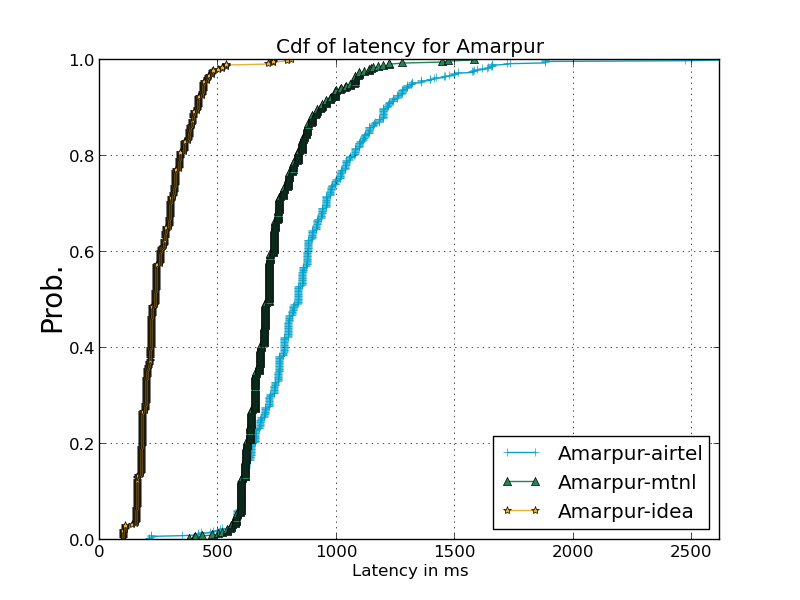 Cdf of latency for Amarpur
Prob.
1.0
0.8
0.6
0.4
0.2
0.0
0 500 1000 1500 2000 2500
Latency in ms
Amarpur-airtel
Amarpur-mtnl
Amarpur-idea